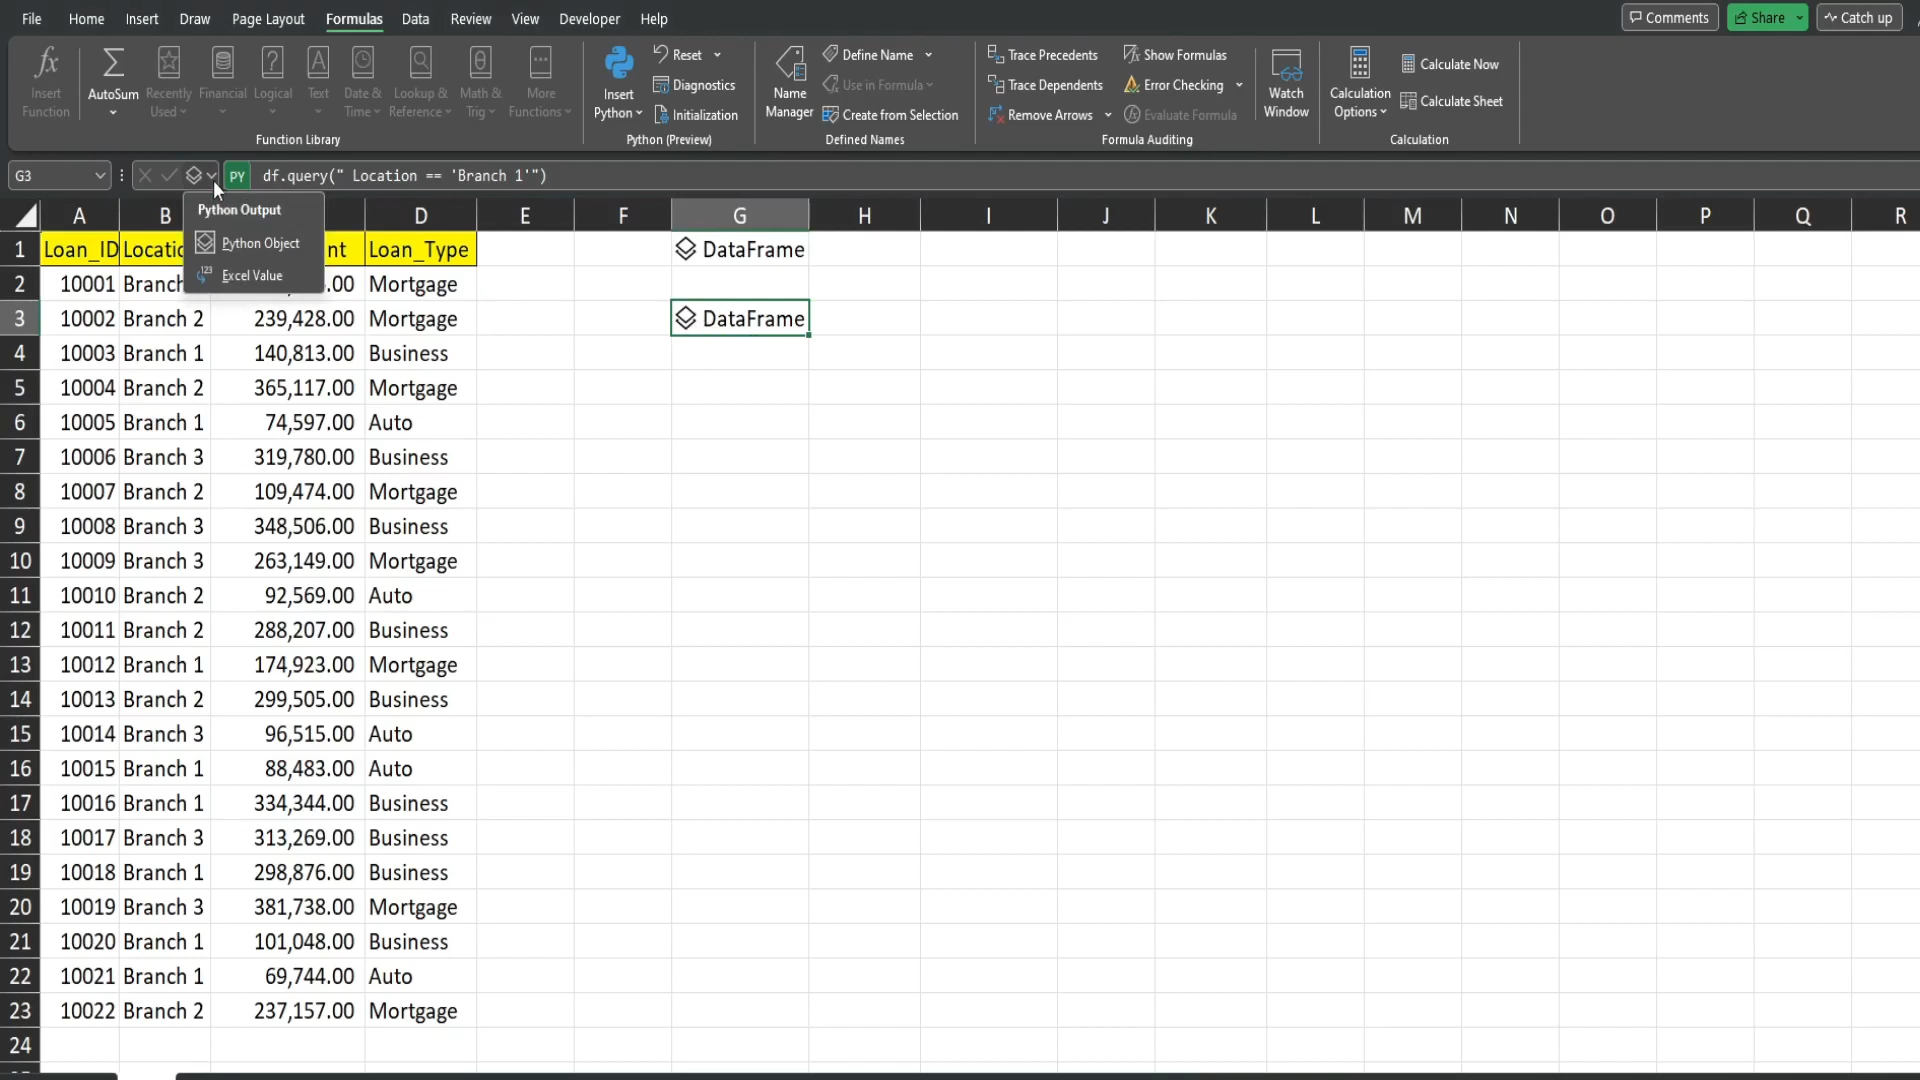 File Home Insert Draw Page Layout Formulas Data Review View Developer Help Comments Share Catch up
fx Insert Function
AutoSum
Recently Used
Financial
Logical
Text
Date & Time
Lookup & Reference
Math & Trig
More Functions
Function Library
Insert Python
Reset
Diagnostics
Initialization
Python (Preview)
Name Manager
Define Name
Use in Formula
Create from Selection
Defined Names
Trace Precedents
Trace Dependents
Remove Arrows
Show Formulas
Error Checking
Evaluate Formula
Formula Auditing
Watch Window
Calculation Options
Calculate Now
Calculate Sheet
Calculation
G3 PY df.query(" Location == 'Branch 1'")
Python Output
Python Object
Excel Value
A B D E F G H I J K L M N O P Q R
1 Loan_ID Locatio nt Loan_Type DataFrame
2 10001 Branch .00 Mortgage
3 10002 Branch 2 239,428.00 Mortgage DataFrame
4 10003 Branch 1 140,813.00 Business
5 10004 Branch 2 365,117.00 Mortgage
6 10005 Branch 1 74,597.00 Auto
7 10006 Branch 3 319,780.00 Business
8 10007 Branch 2 109,474.00 Mortgage
9 10008 Branch 3 348,506.00 Business
10 10009 Branch 3 263,149.00 Mortgage
11 10010 Branch 2 92,569.00 Auto
12 10011 Branch 2 288,207.00 Business
13 10012 Branch 1 174,923.00 Mortgage
14 10013 Branch 2 299,505.00 Business
15 10014 Branch 3 96,515.00 Auto
16 10015 Branch 1 88,483.00 Auto
17 10016 Branch 1 334,344.00 Business
18 10017 Branch 3 313,269.00 Business
19 10018 Branch 1 298,876.00 Business
20 10019 Branch 3 381,738.00 Mortgage
21 10020 Branch 1 101,048.00 Business
22 10021 Branch 1 69,744.00 Auto
23 10022 Branch 2 237,157.00 Mortgage
24